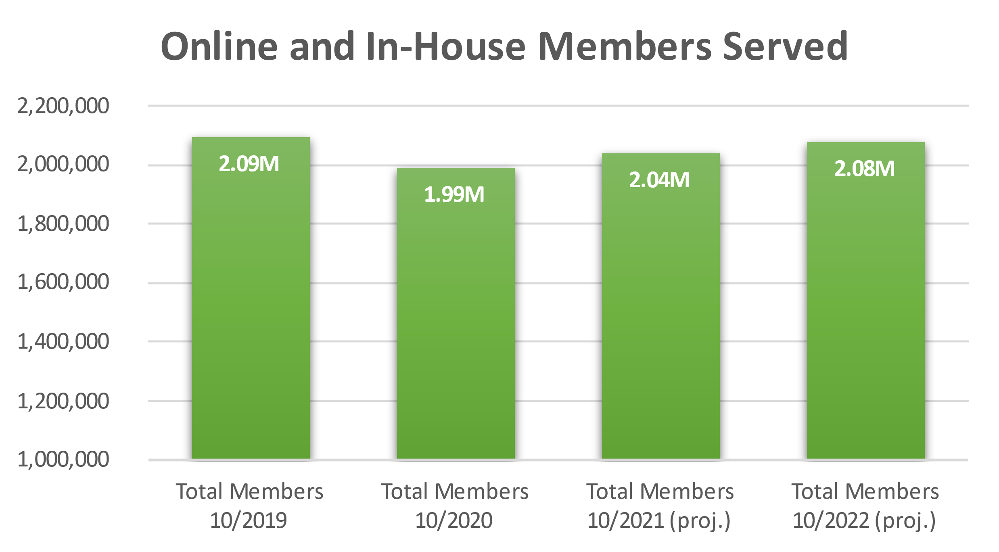 Online and In-House Members Served
2,200,000
2,000,000
1,800,000
1,600,000
1,400,000
1,200,000
1,000,000
2.09M
1.99M
2.04M
2.08M
Total Members
10/2019
Total Members
10/2020
Total Members
10/2021 (proj.)
Total Members
10/2022 (proj.)